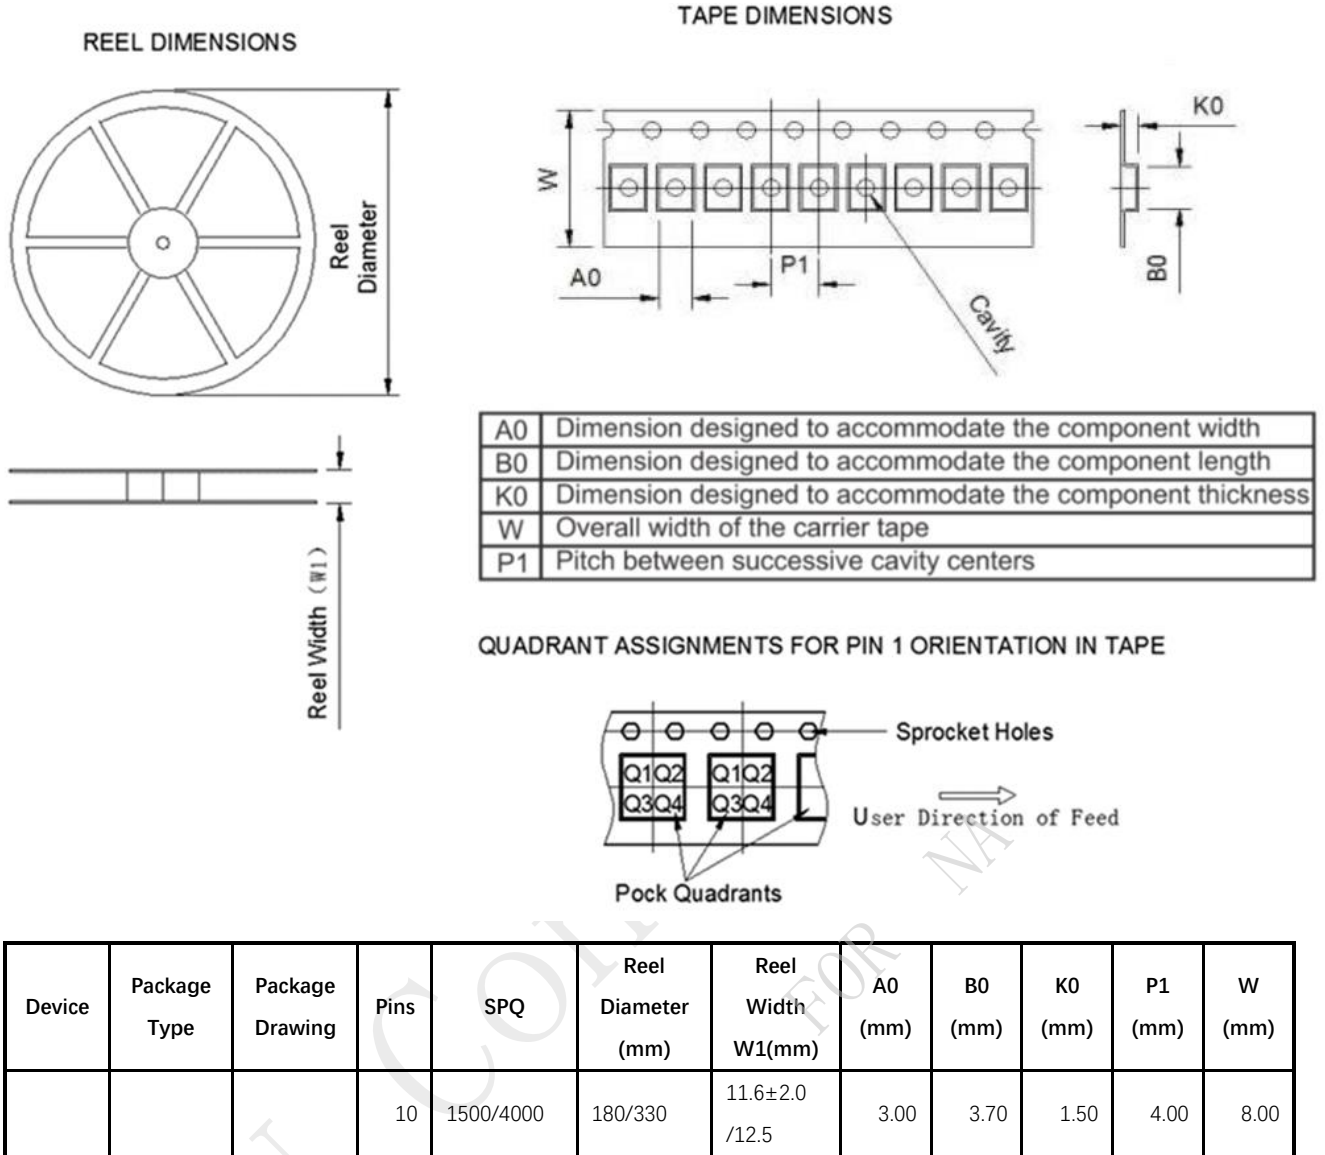 REEL DIMENSIONS
TAPE DIMENSIONS
Reel
Diameter
Reel Width (W1)
W
A0
P1
Cavity
K0
B0
A0 Dimension designed to accommodate the component width
B0 Dimension designed to accommodate the component length
K0 Dimension designed to accommodate the component thickness
W Overall width of the carrier tape
P1 Pitch between successive cavity centers
QUADRANT ASSIGNMENTS FOR PIN 1 ORIENTATION IN TAPE
Sprocket Holes
Q1 Q2 Q1 Q2
Q3 Q4 Q3 Q4
User Direction of Feed
Pock Quadrants
FOR NA
Device Package Type Package Drawing Pins SPQ Reel Diameter (mm) Reel Width W1(mm) A0 (mm) B0 (mm) K0 (mm) P1 (mm) W (mm)
10 1500/4000 180/330 11.6±2.0 /12.5 3.00 3.70 1.50 4.00 8.00